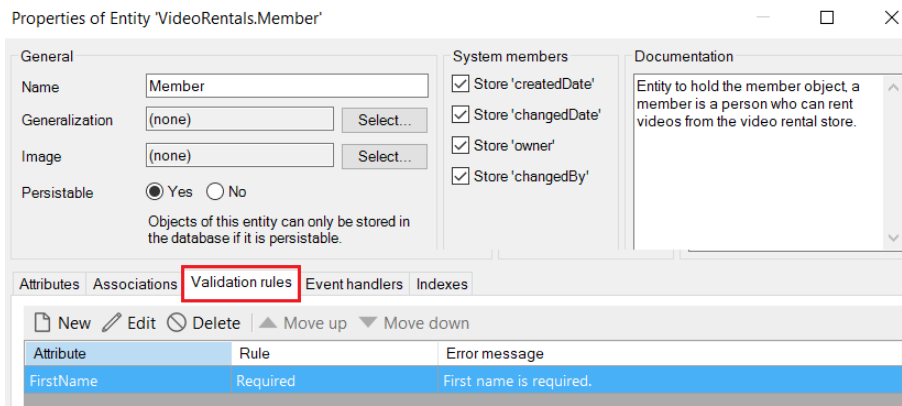 Properties of Entity 'VideoRentals.Member'
General
Name
Member
Generalization
(none)
Select...
Image
(none)
Select...
Persistable
Yes
No
Objects of this entity can only be stored in
the database if it is persistable.
System members
Store 'createdDate'
Store 'changedDate'
Store 'owner'
Store 'changedBy'
Documentation
Entity to hold the member object, a
member is a person who can rent
videos from the video rental store.
Attributes Associations Validation rules Event handlers Indexes
New Edit Delete Move up Move down
Attribute Rule Error message
FirstName Required First name is required.